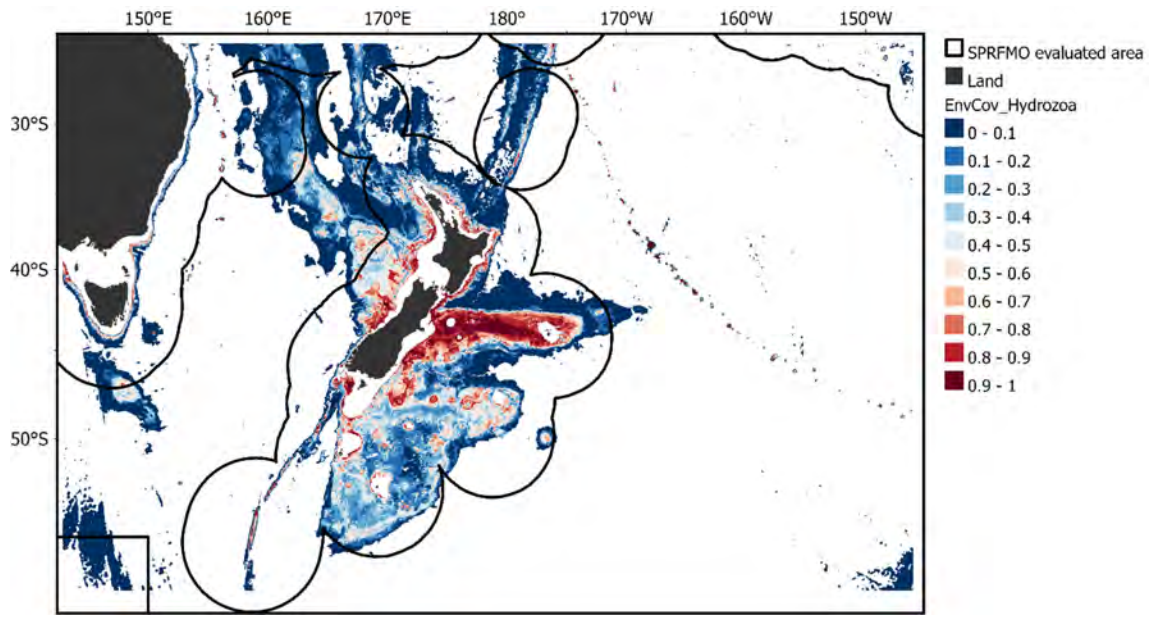 150°E 160°E 170°E 180° 170°W 160°W 150°W
30°S
40°S
50°S
SPRFMO evaluated area
Land
EnvCov_Hydrozoa
0 - 0.1
0.1 - 0.2
0.2 - 0.3
0.3 - 0.4
0.4 - 0.5
0.5 - 0.6
0.6 - 0.7
0.7 - 0.8
0.8 - 0.9
0.9 - 1